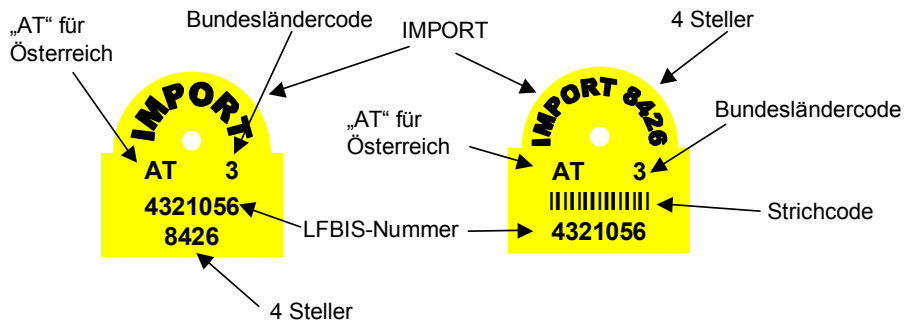 „AT“ für
Österreich
Bundesländercode
IMPORT
4 Steller
IMPORT
AT 3
4321056
8426
LFBIS-Nummer
4 Steller
IMPORT 8426
„AT“ für
Österreich
Bundesländercode
AT 3
Strichcode
4321056